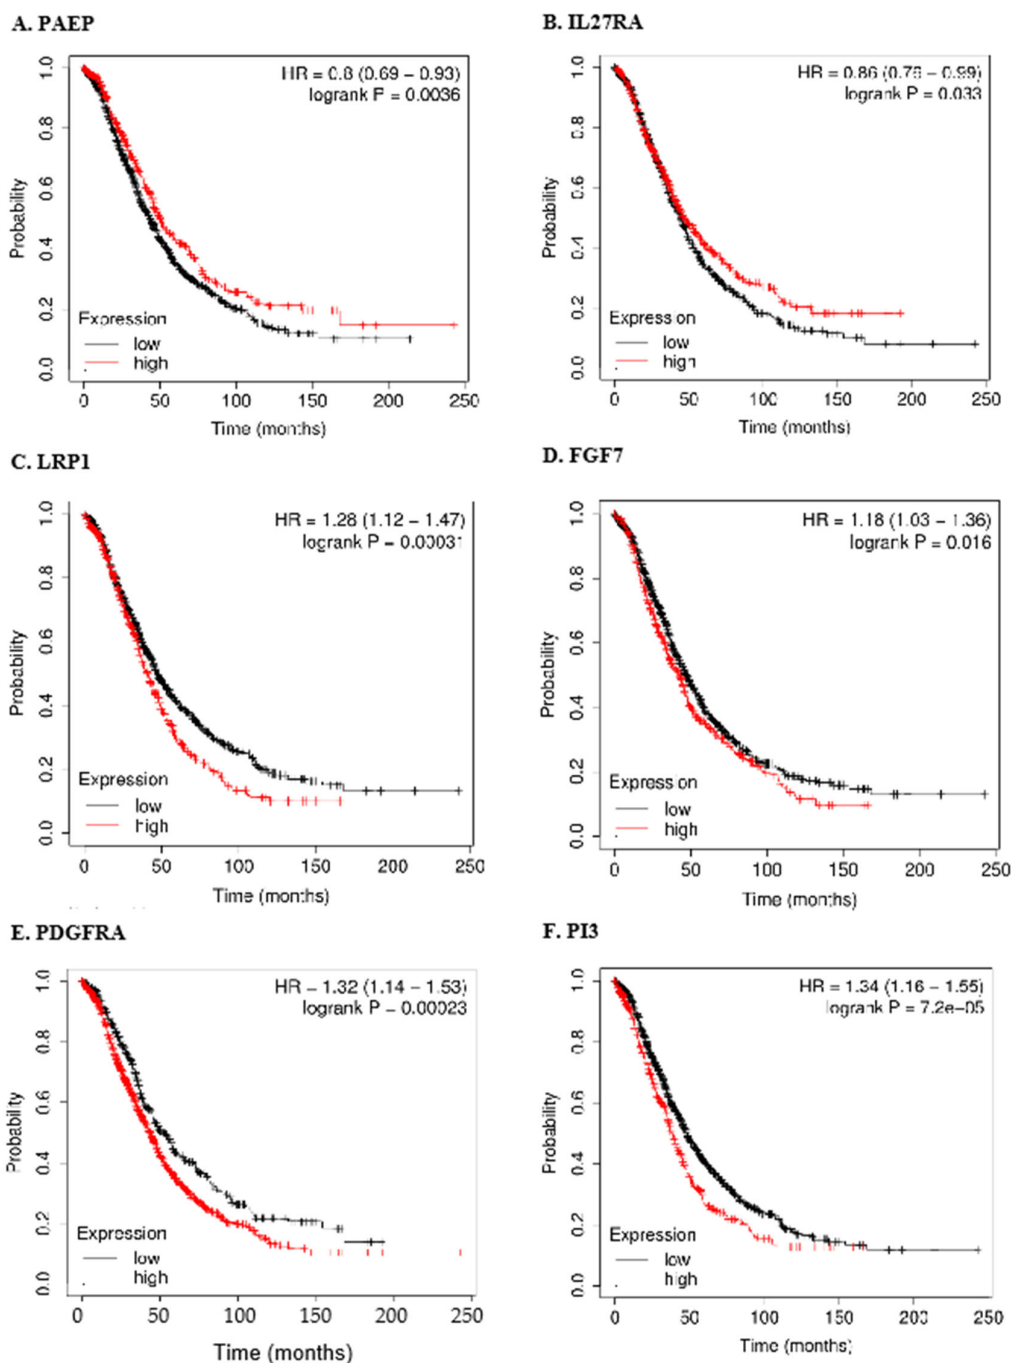 A. PAEP
HR = 0.8 (0.69 – 0.93)
logrank P = 0.0036
Probability
0.0 0.2 0.4 0.6 0.8 1.0
Expression
low
high
0 50 100 150 200 250
Time (months)
B. IL27RA
HR = 0.86 (0.76 – 0.99)
logrank P = 0.033
Probability
0.0 0.2 0.4 0.6 0.8 1.0
Expression
low
high
0 50 100 150 200 250
Time (months)
C. LRP1
HR = 1.28 (1.12 – 1.47)
logrank P = 0.00031
Probability
0.0 0.2 0.4 0.6 0.8 1.0
Expression
low
high
0 50 100 150 200 250
Time (months)
D. FGF7
HR = 1.18 (1.03 – 1.36)
logrank P = 0.016
Probability
0.0 0.2 0.4 0.6 0.8 1.0
Expression
low
high
0 50 100 150 200 250
Time (months)
E. PDGFRA
HR = 1.32 (1.14 – 1.53)
logrank P = 0.00023
Probability
0.0 0.2 0.4 0.6 0.8 1.0
Expression
low
high
0 50 100 150 200 250
Time (months)
F. PI3
HR = 1.34 (1.16 – 1.55)
logrank P = 7.2e−05
Probability
0.0 0.2 0.4 0.6 0.8 1.0
Expression
low
high
0 50 100 150 200 250
Time (months)